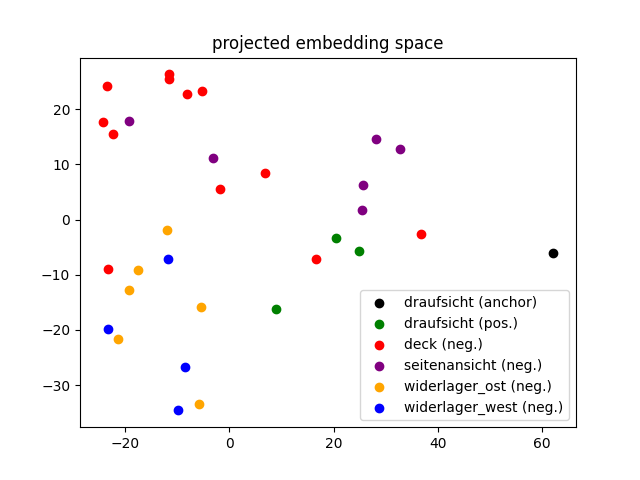 projected embedding space
20
10
0
−10
−20
−30
−20
0
20
40
60
draufsicht (anchor)
draufsicht (pos.)
deck (neg.)
seitenansicht (neg.)
widerlager_ost (neg.)
widerlager_west (neg.)